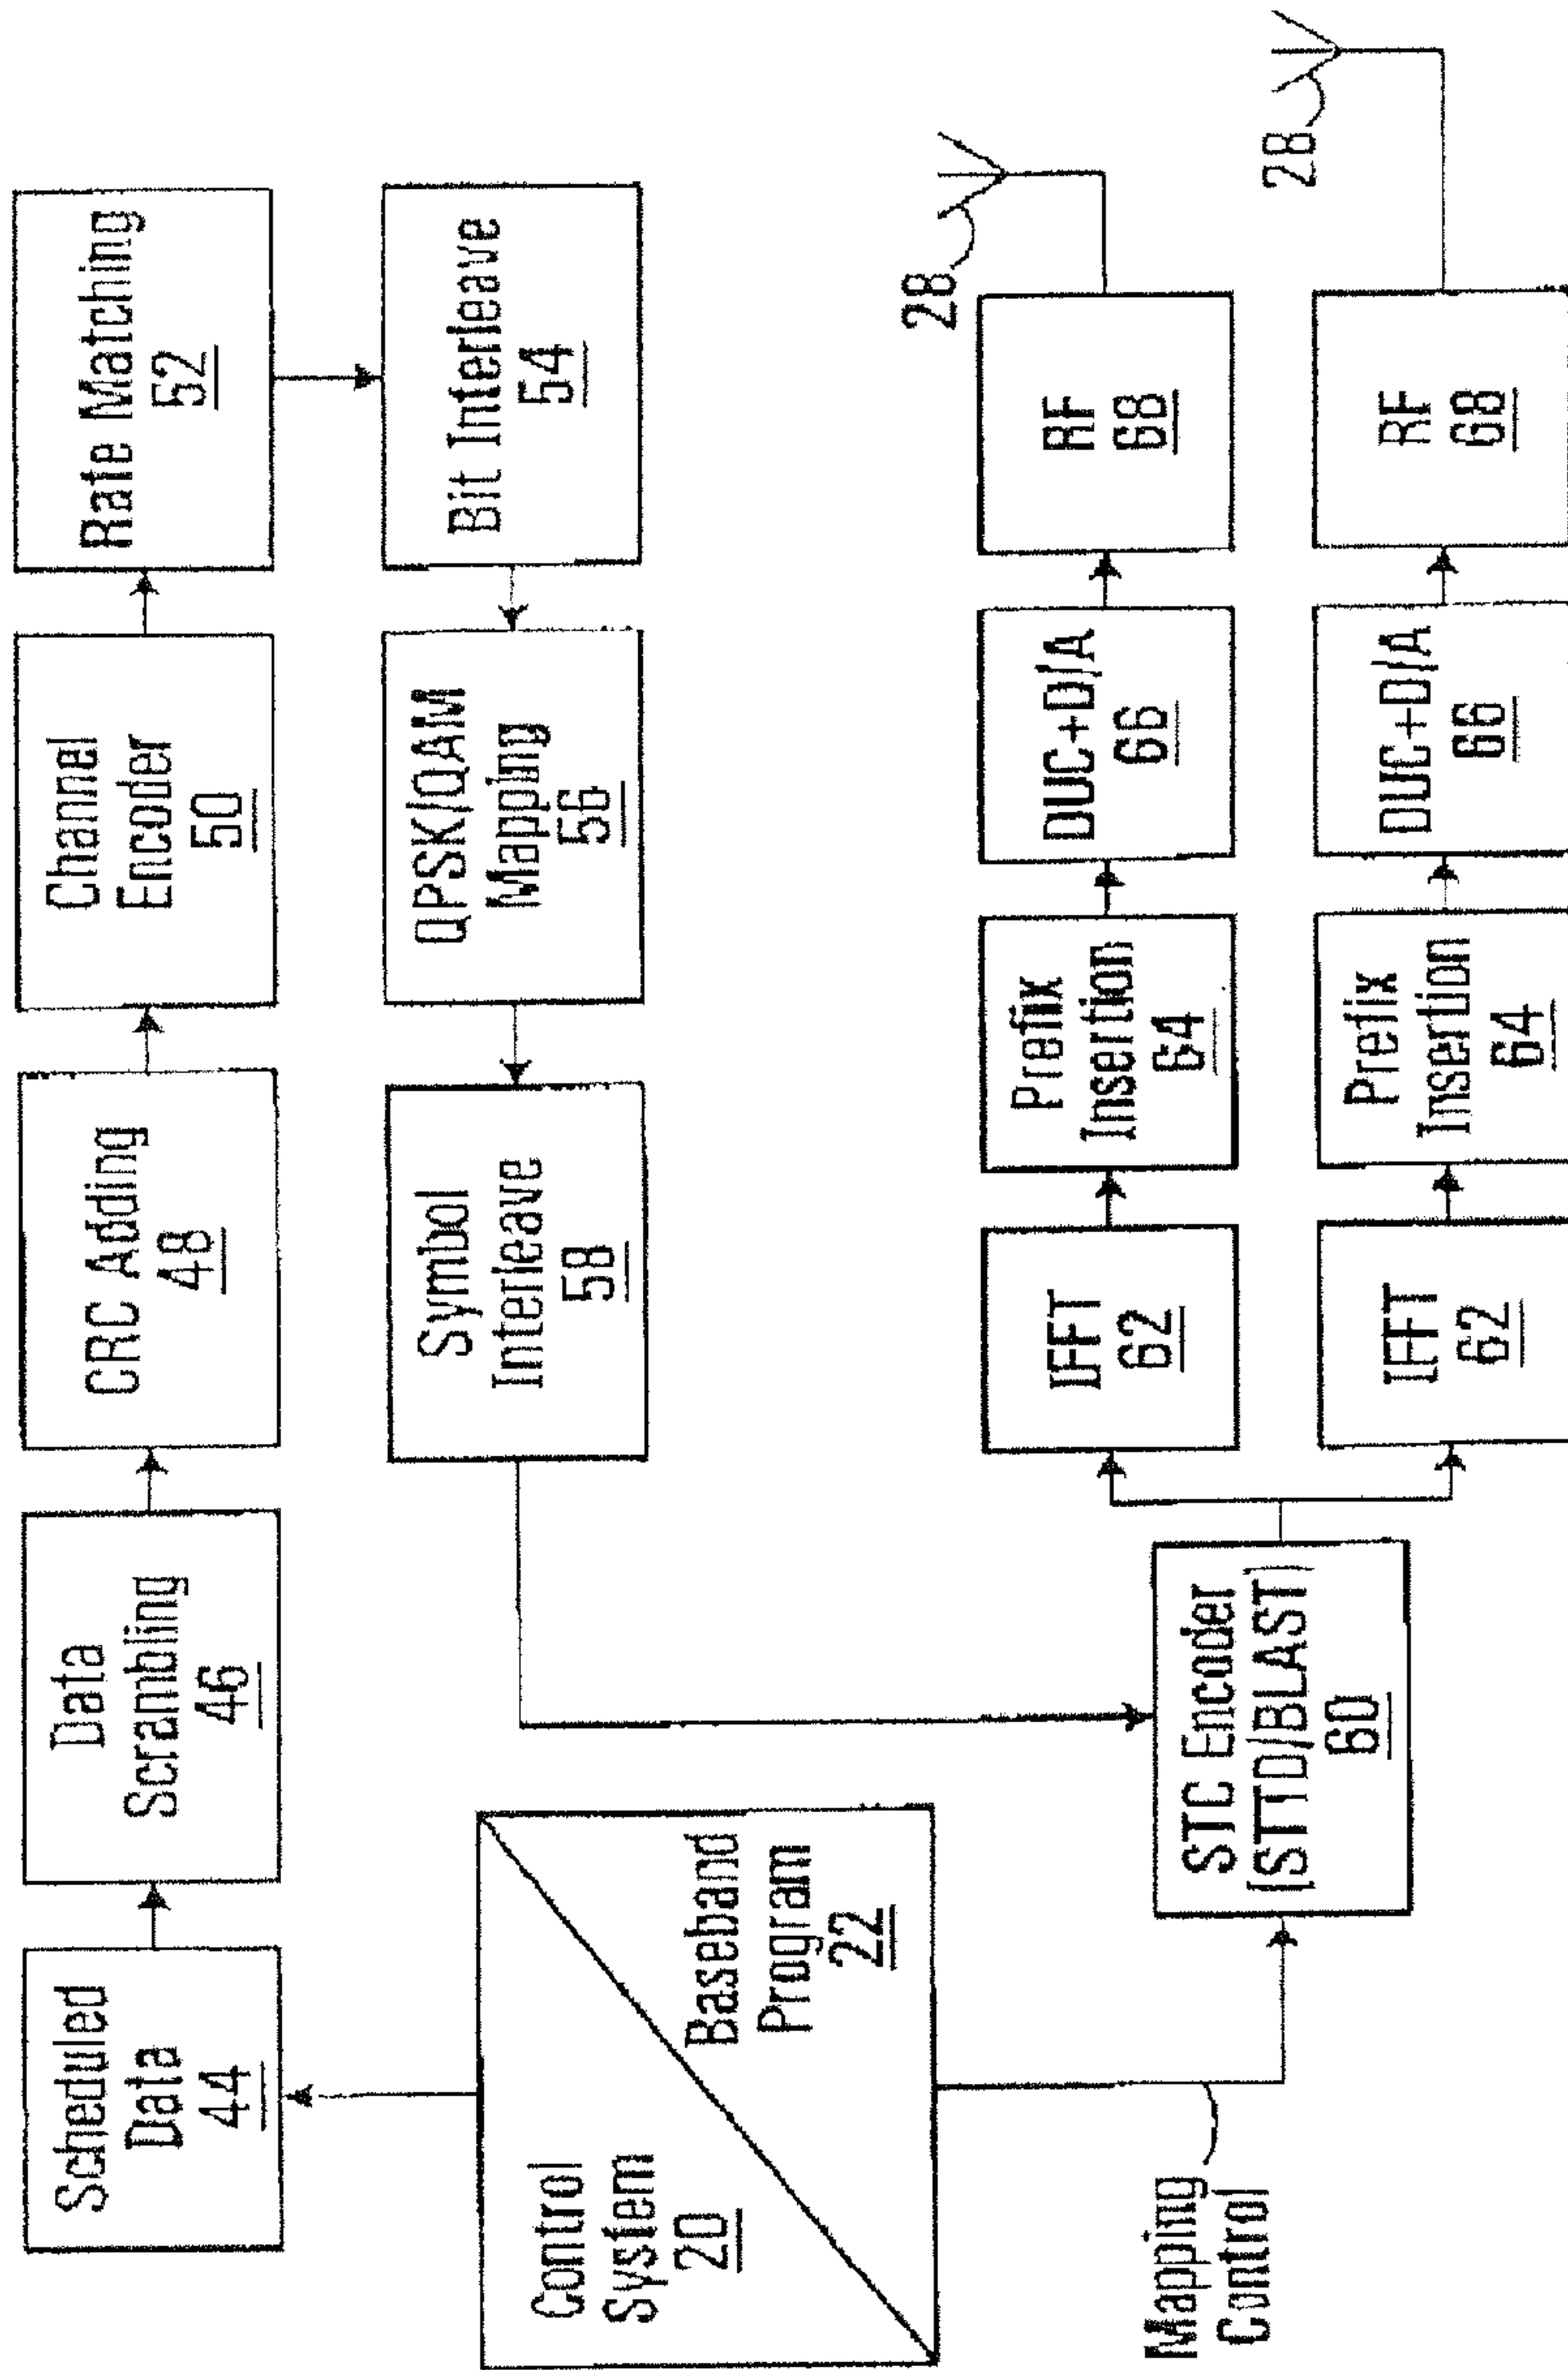 Scheduled
Data
44
Data
Scrambling
46
CRC Adding
48
Channel
Encoder
50
Rate Matching
52
Control
System
20
Baseband
Program
22
Symbol
Interleave
58
QPSK/QAM
Mapping
56
Bit Interleave
54
Mapping
Control
STC Encoder
(STTD/BLAST)
60
IFFT
62
Prefix
Insertion
64
DUC+D/A
66
RF
68
28
IFFT
62
Prefix
Insertion
64
DUC+D/A
66
RF
68
28